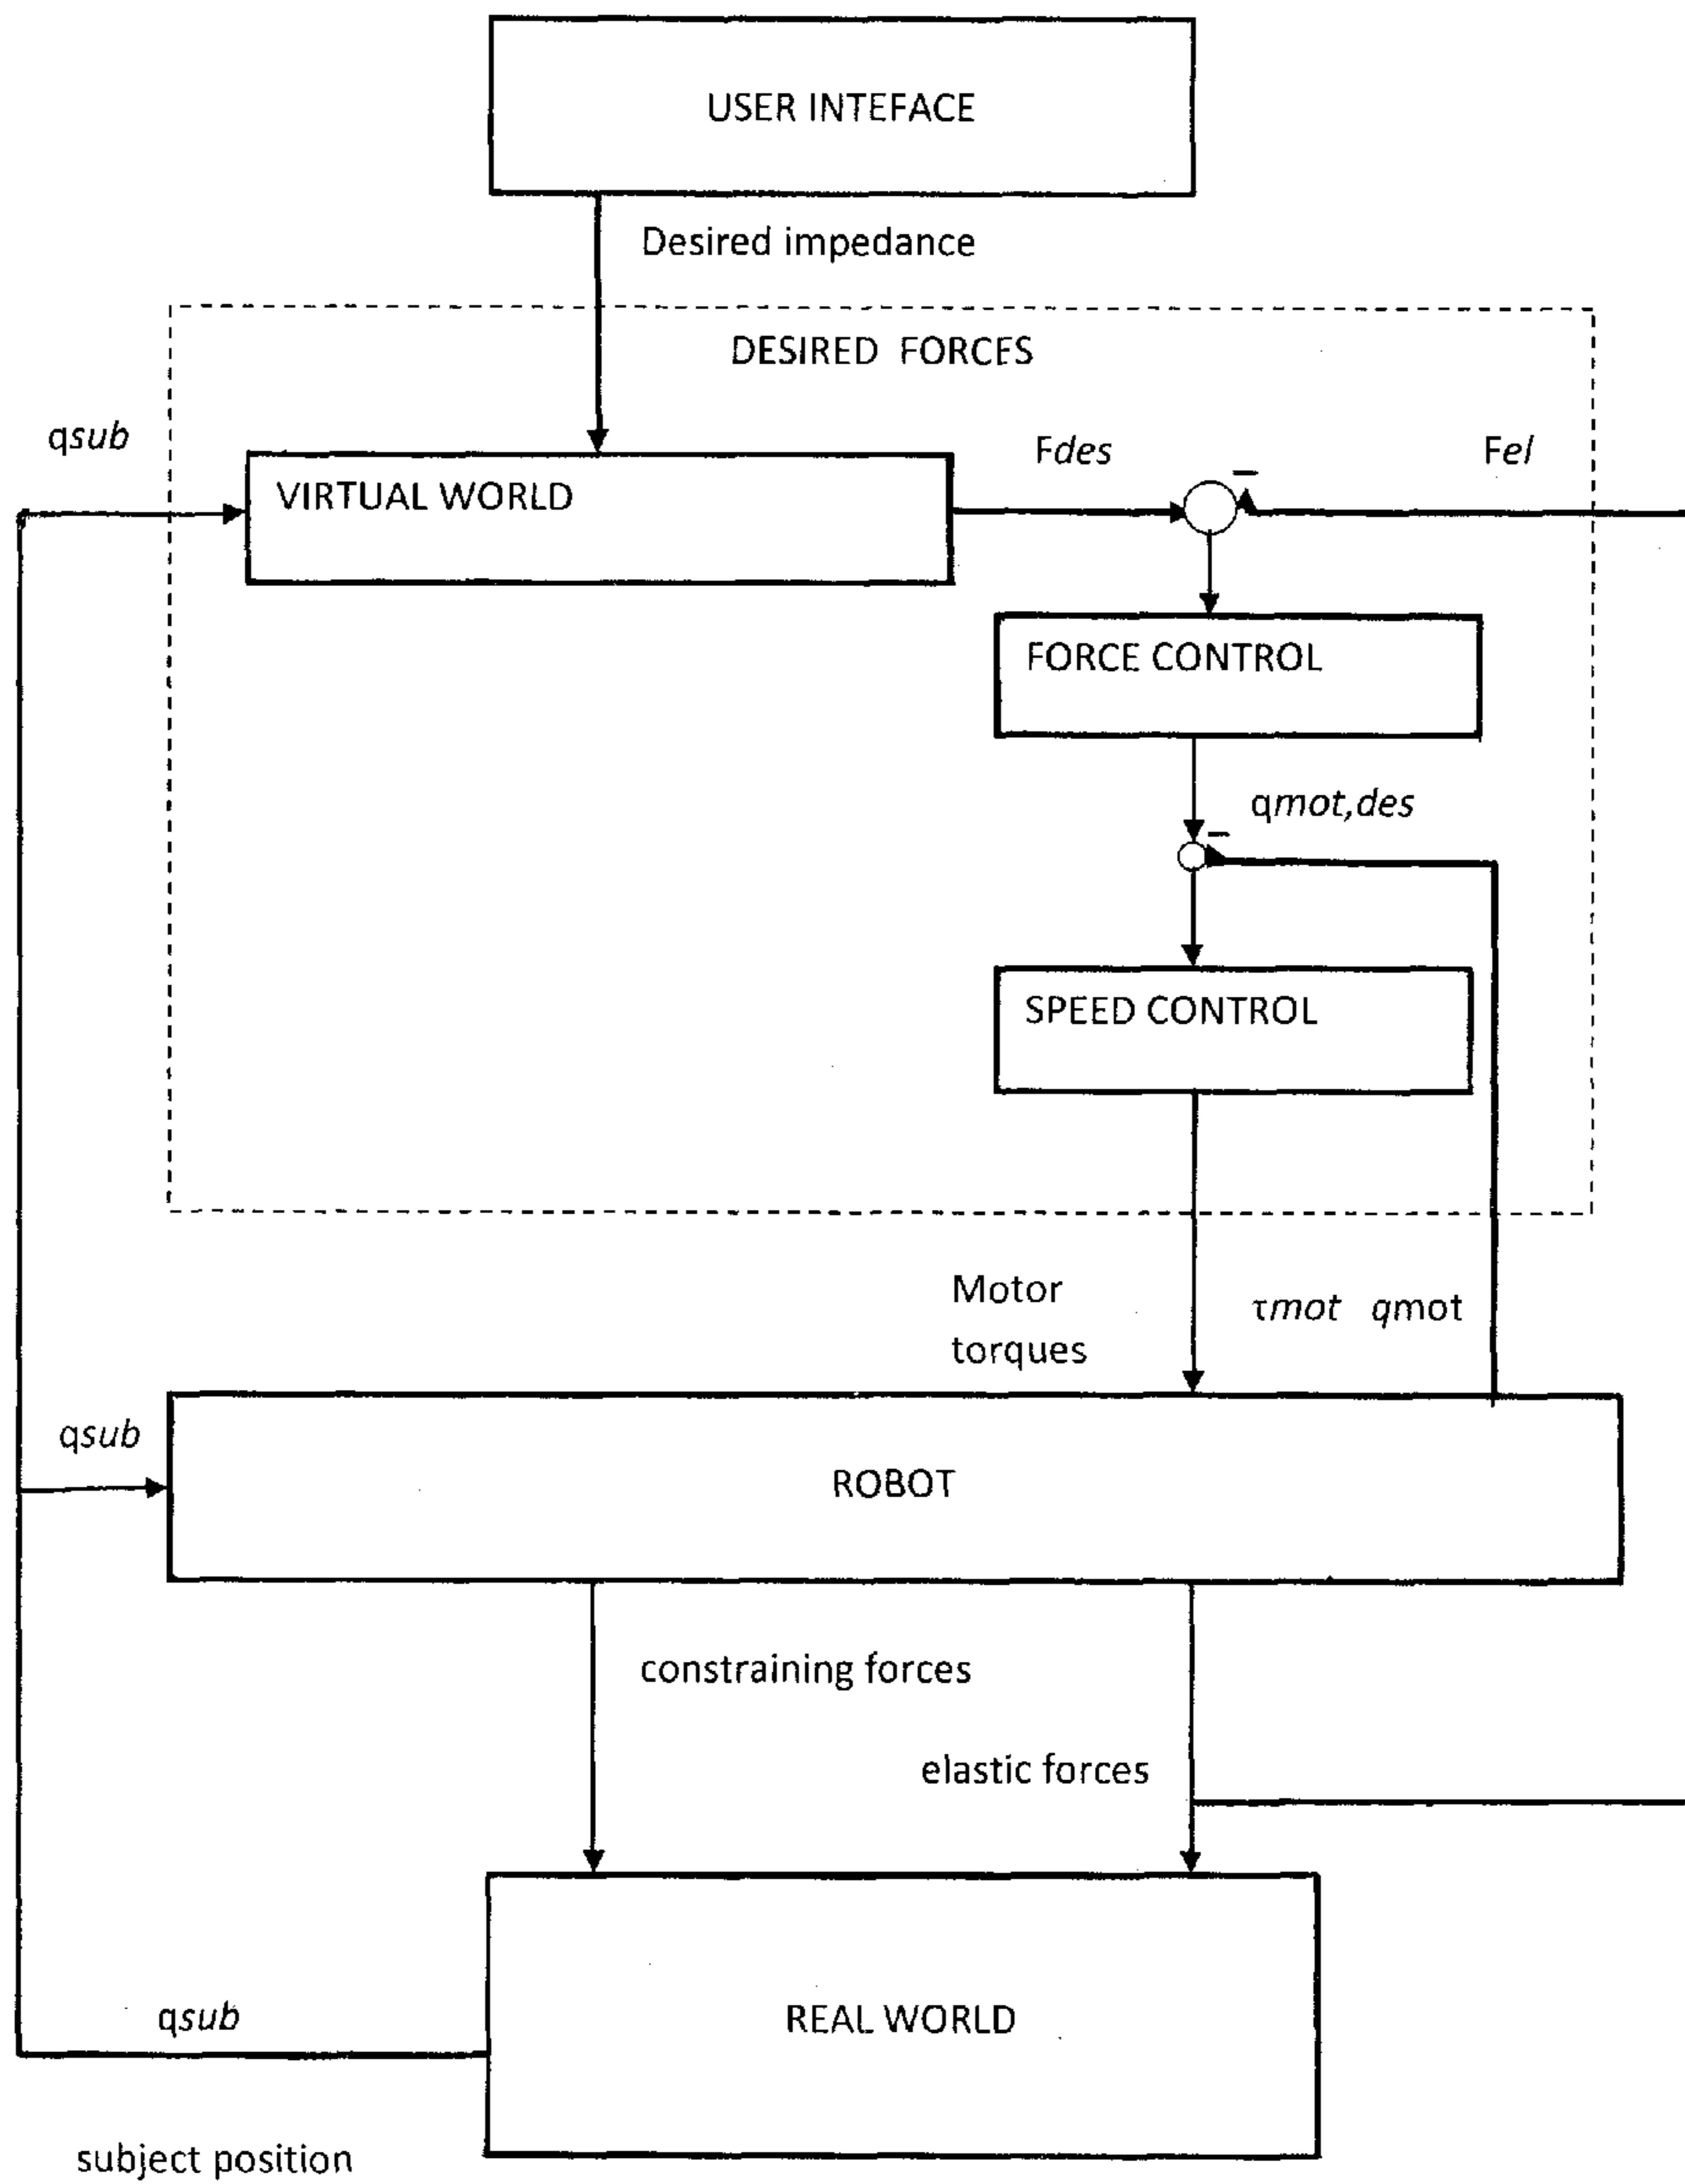 USER INTEFACE
Desired impedance
DESIRED FORCES
qsub
VIRTUAL WORLD
Fdes
−
Fel
FORCE CONTROL
qmot,des
−
SPEED CONTROL
Motor
torques
τmot qmot
qsub
ROBOT
constraining forces
elastic forces
qsub
REAL WORLD
subject position